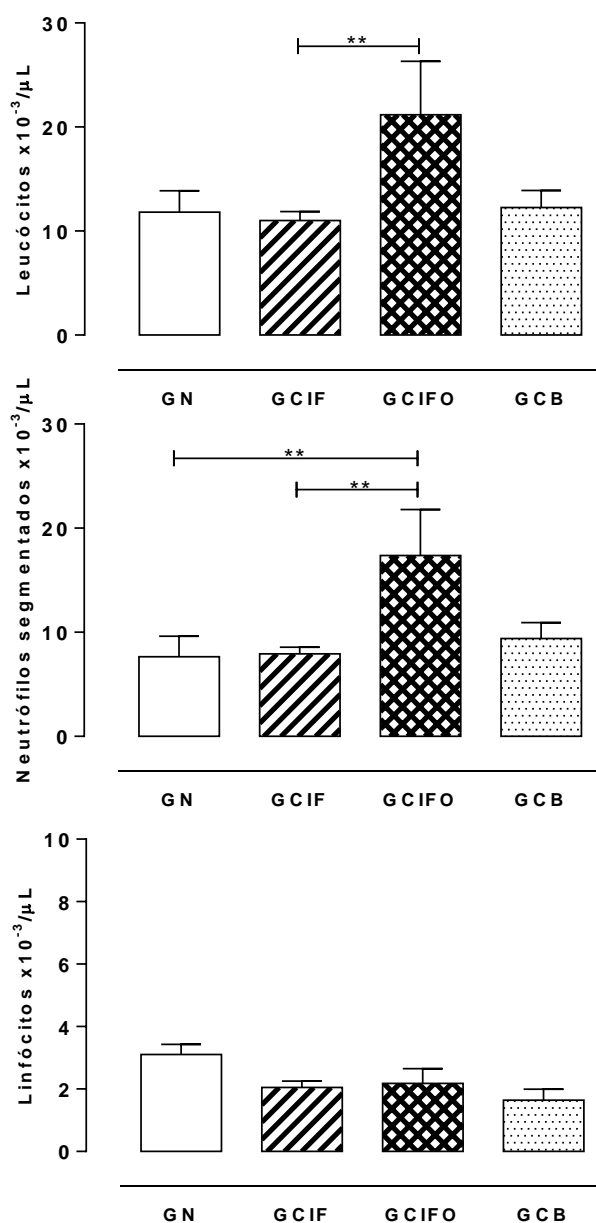 Leucócitos x10⁻³/µL
30
20
10
0
**
GN GCIF GCIFO GCB
Neutrófilos segmentados x10⁻³/µL
30
20
10
0
**
**
GN GCIF GCIFO GCB
Linfócitos x10⁻³/µL
10
8
6
4
2
0
GN GCIF GCIFO GCB